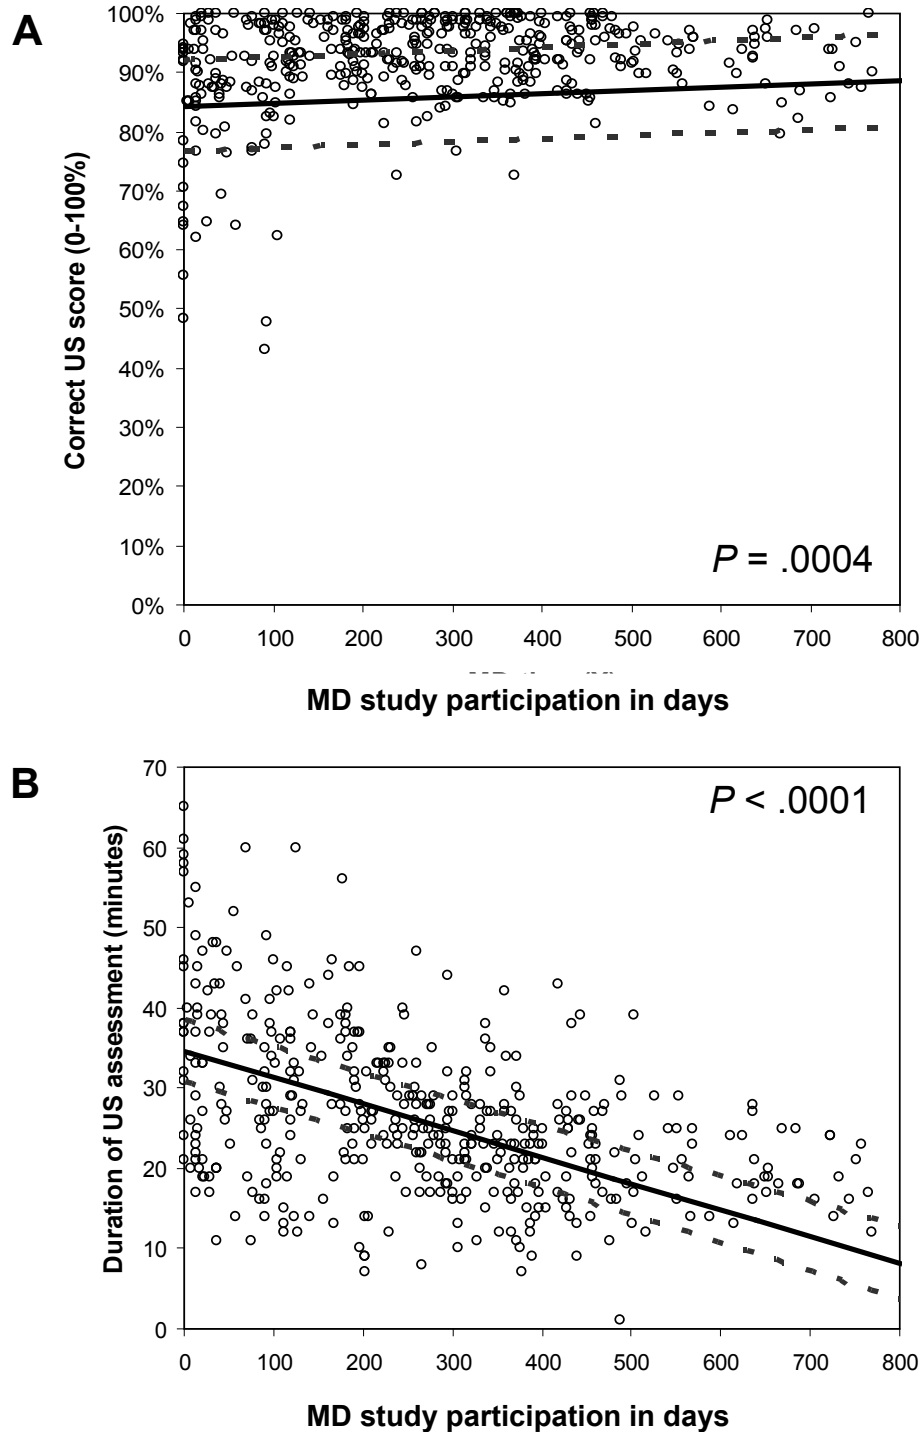 A
Correct US score (0-100%)
100%
90%
80%
70%
60%
50%
40%
30%
20%
10%
0%
P = .0004
0 100 200 300 400 500 600 700 800
MD study participation in days
B
Duration of US assessment (minutes)
70
60
50
40
30
20
10
0
P < .0001
0 100 200 300 400 500 600 700 800
MD study participation in days